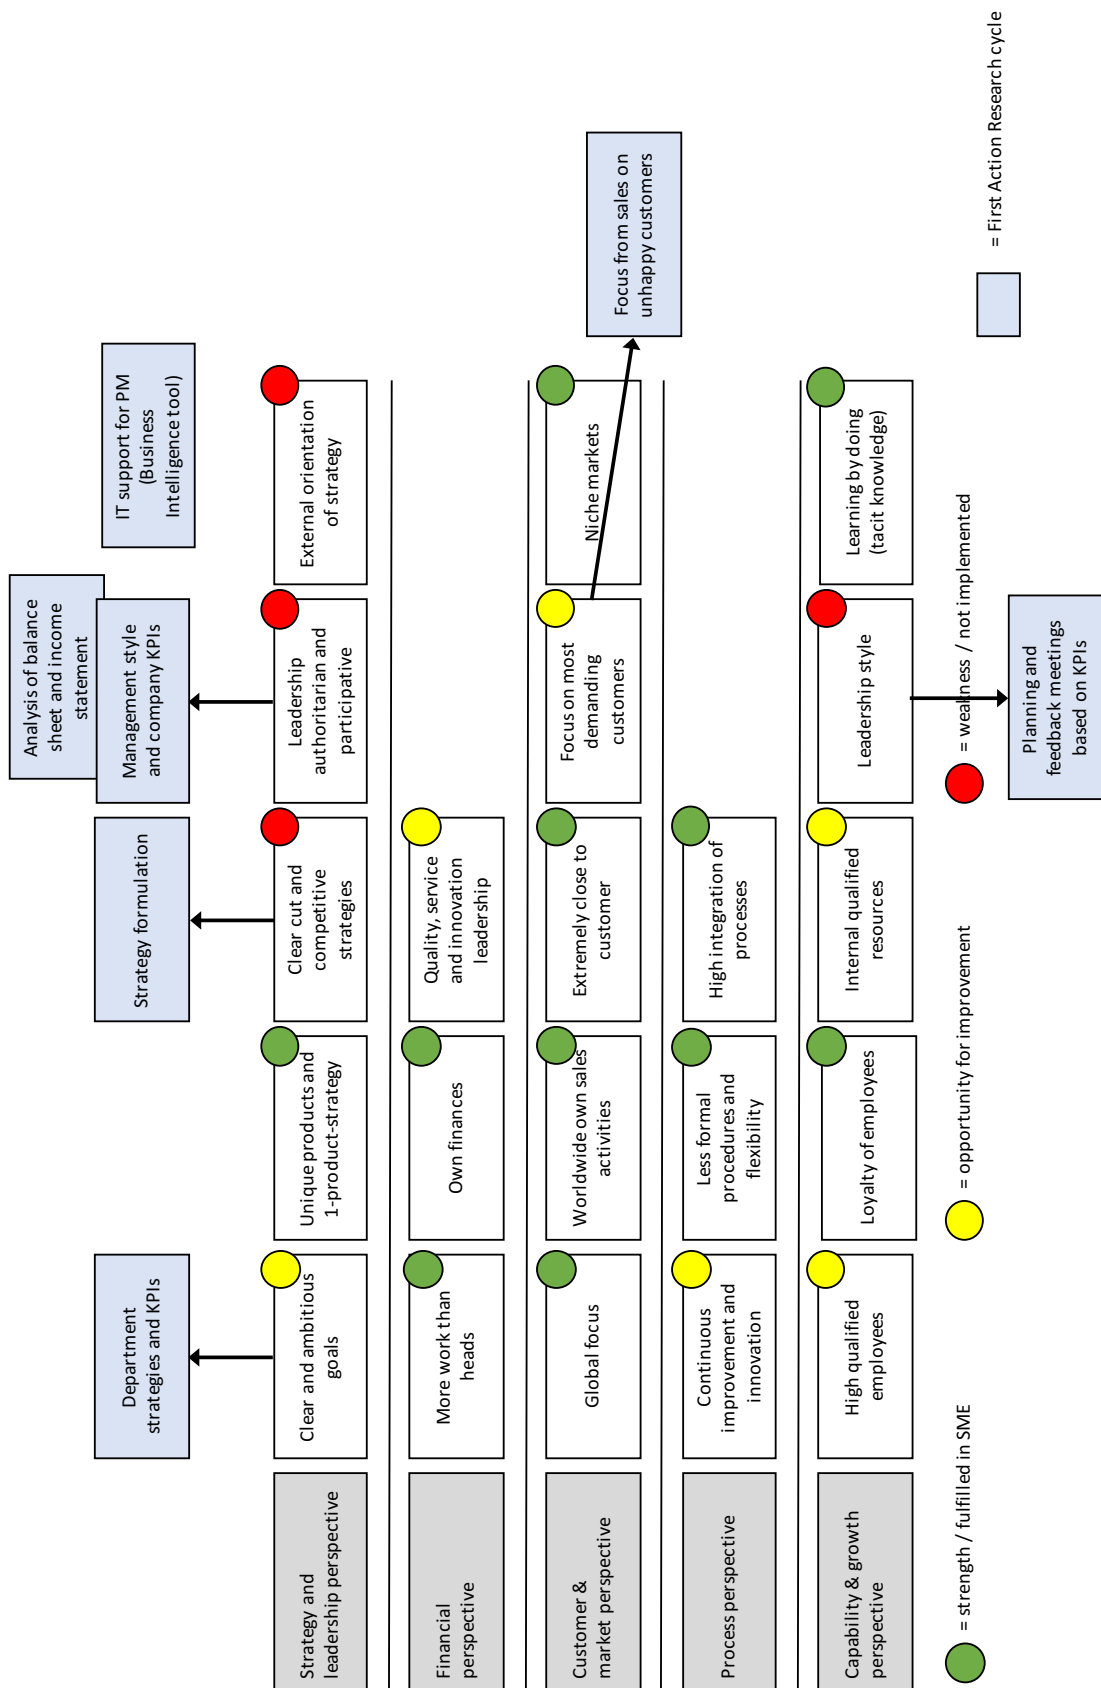 Analysis of balance
sheet and income
statement
Department
strategies and KPIs
Strategy formulation
Management style
and company KPIs
IT support for PM
(Business
Intelligence tool)
Strategy and
leadership perspective
Clear and ambitious
goals
Unique products and
1-product-strategy
Clear cut and
competitive
strategies
Leadership
authoritarian and
participative
External orientation
of strategy
Financial
perspective
More work than
heads
Own finances
Quality, service
and innovation
leadership
Customer &
market perspective
Global focus
Worldwide own sales
activities
Extremely close to
customer
Focus on most
demanding
customers
Niche markets
Focus from sales on
unhappy customers
Process perspective
Continuous
improvement and
innovation
Less formal
procedures and
flexibility
High integration of
processes
Capability & growth
perspective
High qualified
employees
Loyalty of employees
Internal qualified
resources
Leadership style
Learning by doing
(tacit knowledge)
= strength / fulfilled in SME
= opportunity for improvement
= weakness / not implemented
= First Action Research cycle
Planning and
feedback meetings
based on KPIs